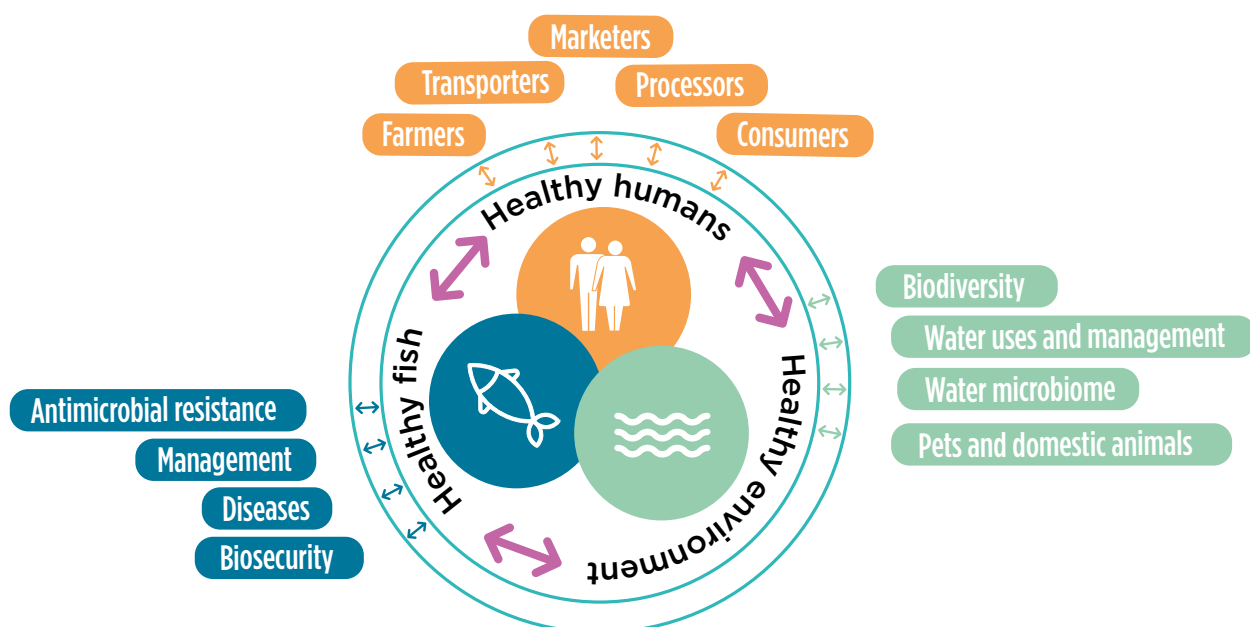 Marketers
Transporters
Processors
Farmers
Consumers
Healthy humans
Biodiversity
Water uses and management
Water microbiome
Pets and domestic animals
Healthy environment
Healthy fish
Antimicrobial resistance
Management
Diseases
Biosecurity